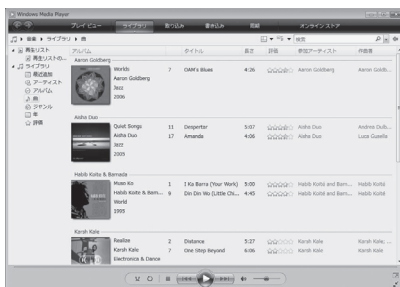 Windows Media Player
プレイ ビュー ライブラリ 取り込み 書き込み 同期 オンライン ストア
音楽 ライブラリ 曲 検索
再生リスト
再生リストの...
ライブラリ
最近追加
アーティスト
アルバム
曲
ジャンル
年
評価
アルバム タイトル 長さ 評価 参加アーティスト 作曲者
Aaron Goldberg
Worlds 7 OAM's Blues 4:26 Aaron Goldberg Aaron Goldb...
Aaron Goldberg
Jazz
2006
Aisha Duo
Quiet Songs 11 Despertar 5:07 Aisha Duo Andrea Dulb...
Aisha Duo 17 Amanda 4:06 Aisha Duo Luca Gusella
Jazz
2005
Habib Koité & Bamada
Muso Ko 1 I Ka Barra (Your Work) 5:00 Habib Koité and Bam... Habib Koité
Habib Koité & Bam... 9 Din Din Wo (Little Chi... 4:45 Habib Koité and Bam... Habib Koité
World
1995
Karsh Kale
Realize 2 Distance 5:27 Karsh Kale Karsh Kale; ...
Karsh Kale 7 One Step Beyond 6:06 Karsh Kale Karsh Kale
Electronica & Dance